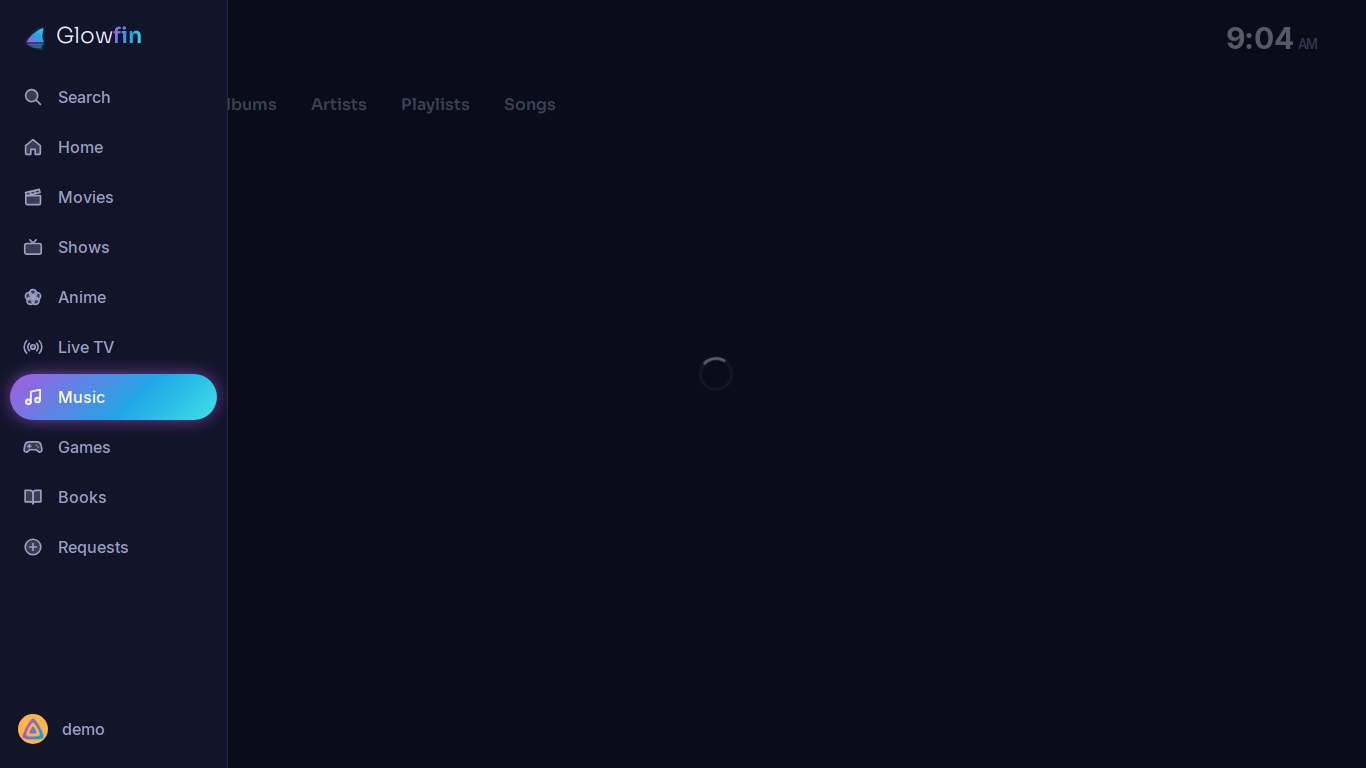 Glowfin
9:04 AM
Search
lbums Artists Playlists Songs
Home
Movies
Shows
Anime
Live TV
Music
Games
Books
Requests
demo